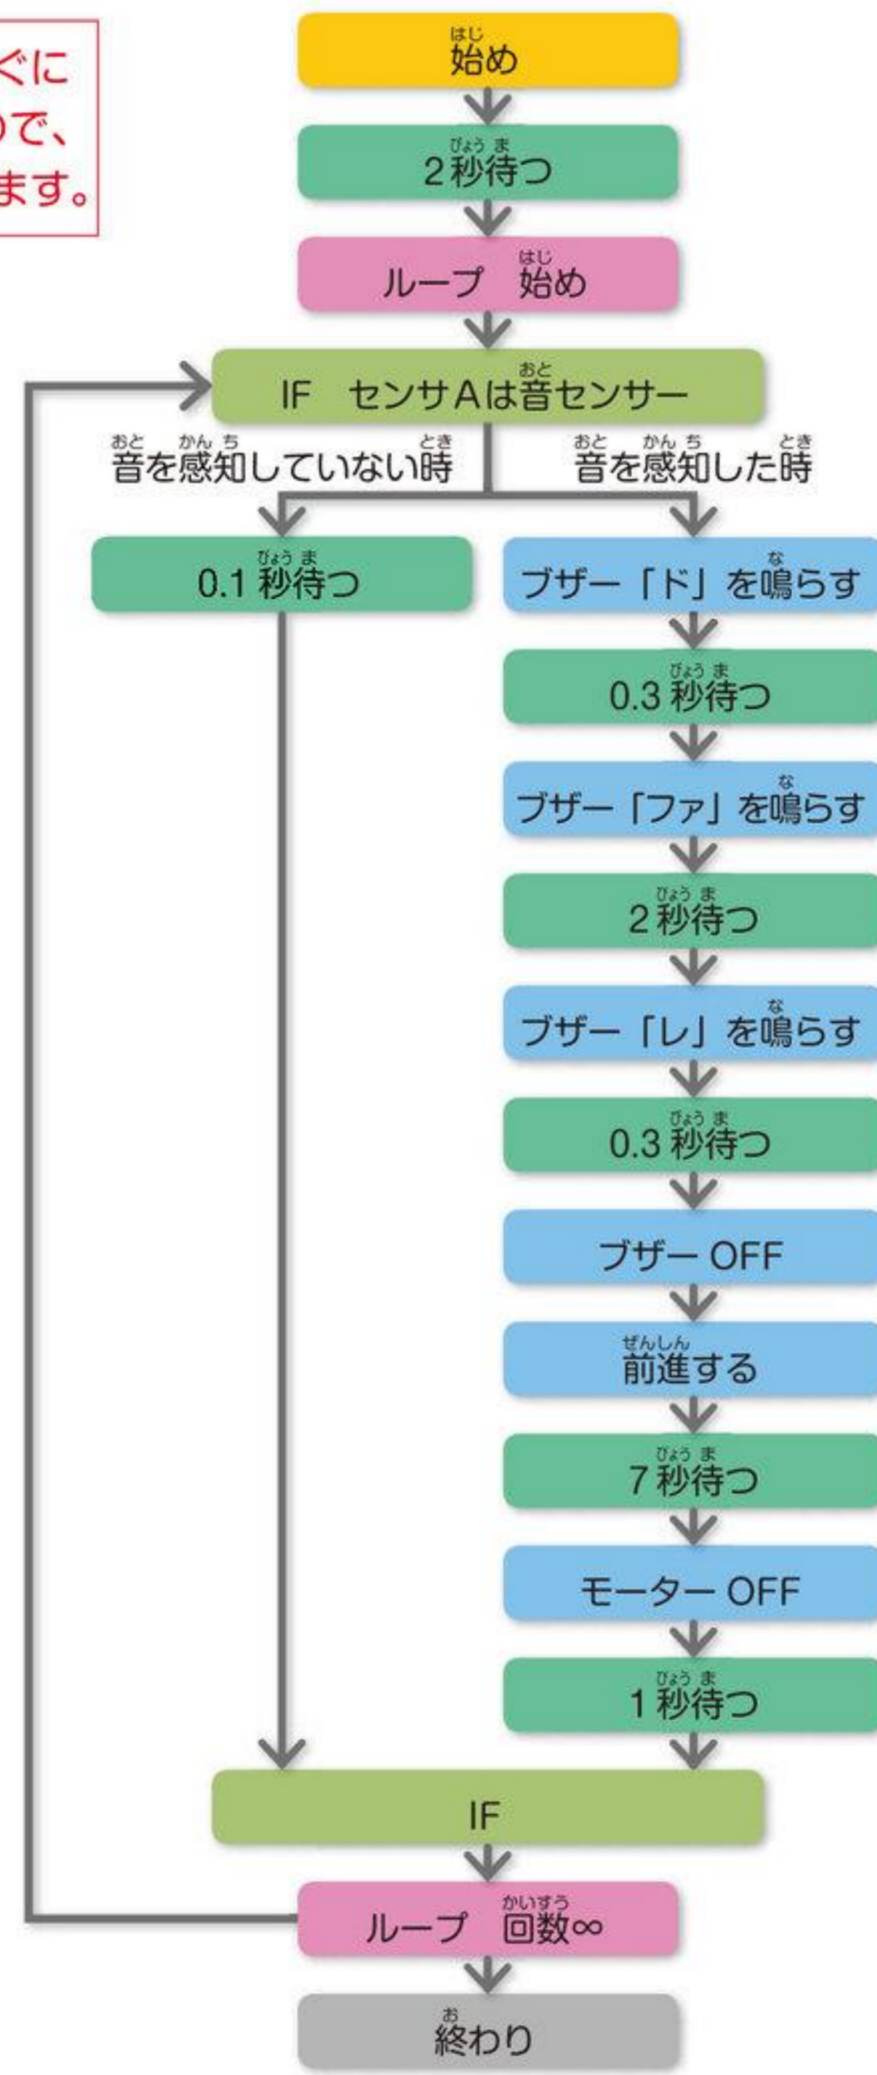 ぐに
ので、
ます。
始め
2秒待つ
ループ 始め
IF センサAは音センサー
音を感知していない時
音を感知した時
0.1秒待つ
ブザー「ド」を鳴らす
0.3秒待つ
ブザー「ファ」を鳴らす
2秒待つ
ブザー「レ」を鳴らす
0.3秒待つ
ブザーOFF
前進する
7秒待つ
モーターOFF
1秒待つ
IF
ループ 回数∞
終わり